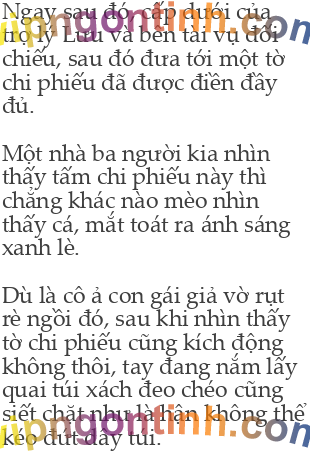 Ngay sau đó, cấp dưới của
trợ lý Lưu và bên tài vụ đối
chiếu, sau đó đưa tới một tờ
chi phiếu đã được điền đầy
đủ.
Một nhà ba người kia nhìn
thấy tấm chi phiếu này thì
chẳng khác nào mèo nhìn
thấy cá, mắt toát ra ánh sáng
xanh lè.
Dù là cô ả con gái giả vờ rụt
rè ngồi đó, sau khi nhìn thấy
tờ chi phiếu cũng kích động
không thôi, tay đang nắm lấy
quai túi xách đeo chéo cũng
siết chặt như là hận không thể
kéo đứt dây túi.